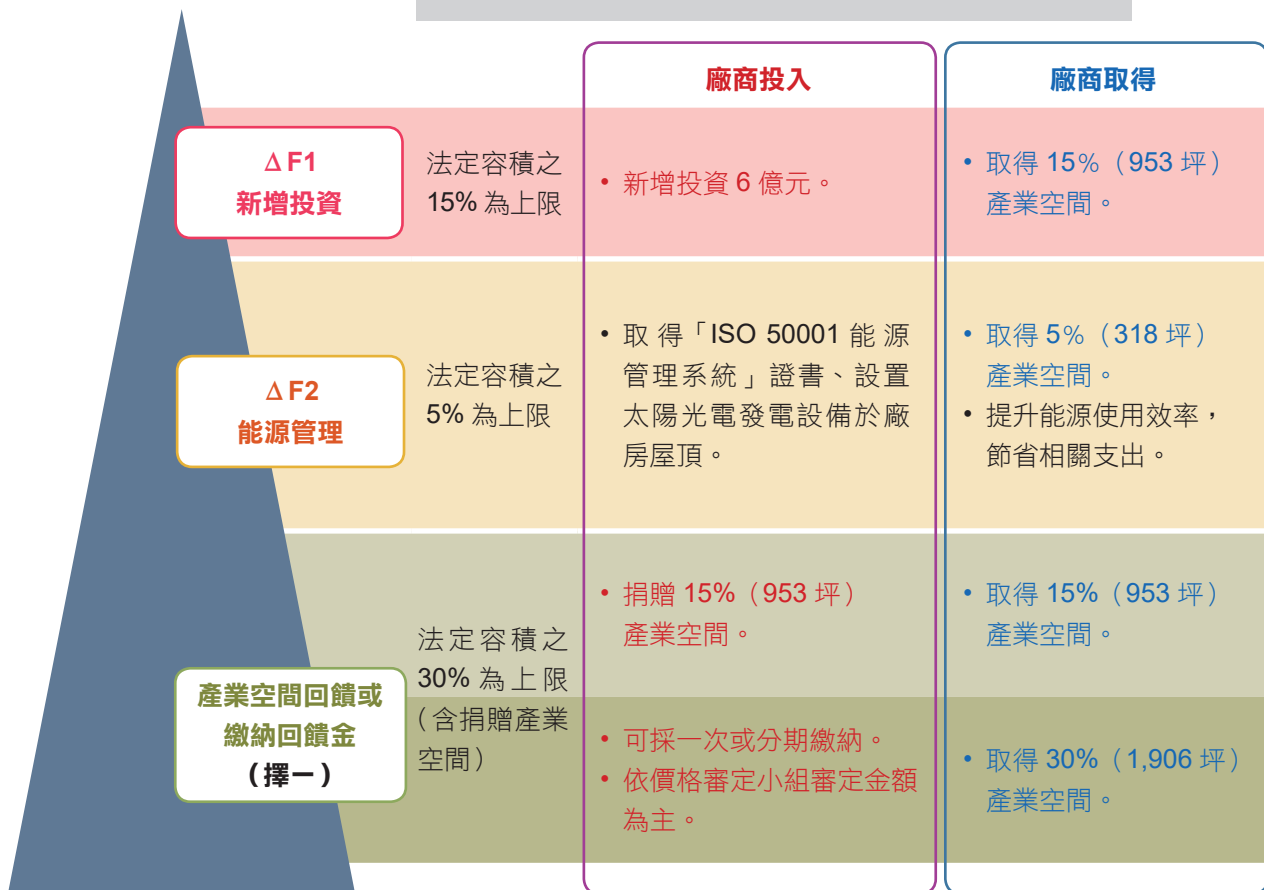 廠商投入
廠商取得
Δ F1
新增投資
法定容積之
15% 為上限
• 新增投資 6 億元。
• 取得 15%（953 坪）
產業空間。
Δ F2
能源管理
法定容積之
5% 為上限
• 取得「ISO 50001 能源
管理系統」證書、設置
太陽光電發電設備於廠
房屋頂。
• 取得 5%（318 坪）
產業空間。
• 提升能源使用效率，
節省相關支出。
產業空間回饋或
繳納回饋金
（擇一）
法定容積之
30% 為上限
（含捐贈產業
空間）
• 捐贈 15%（953 坪）
產業空間。
• 取得 15%（953 坪）
產業空間。
• 可採一次或分期繳納。
• 依價格審定小組審定金額
為主。
• 取得 30%（1,906 坪）
產業空間。